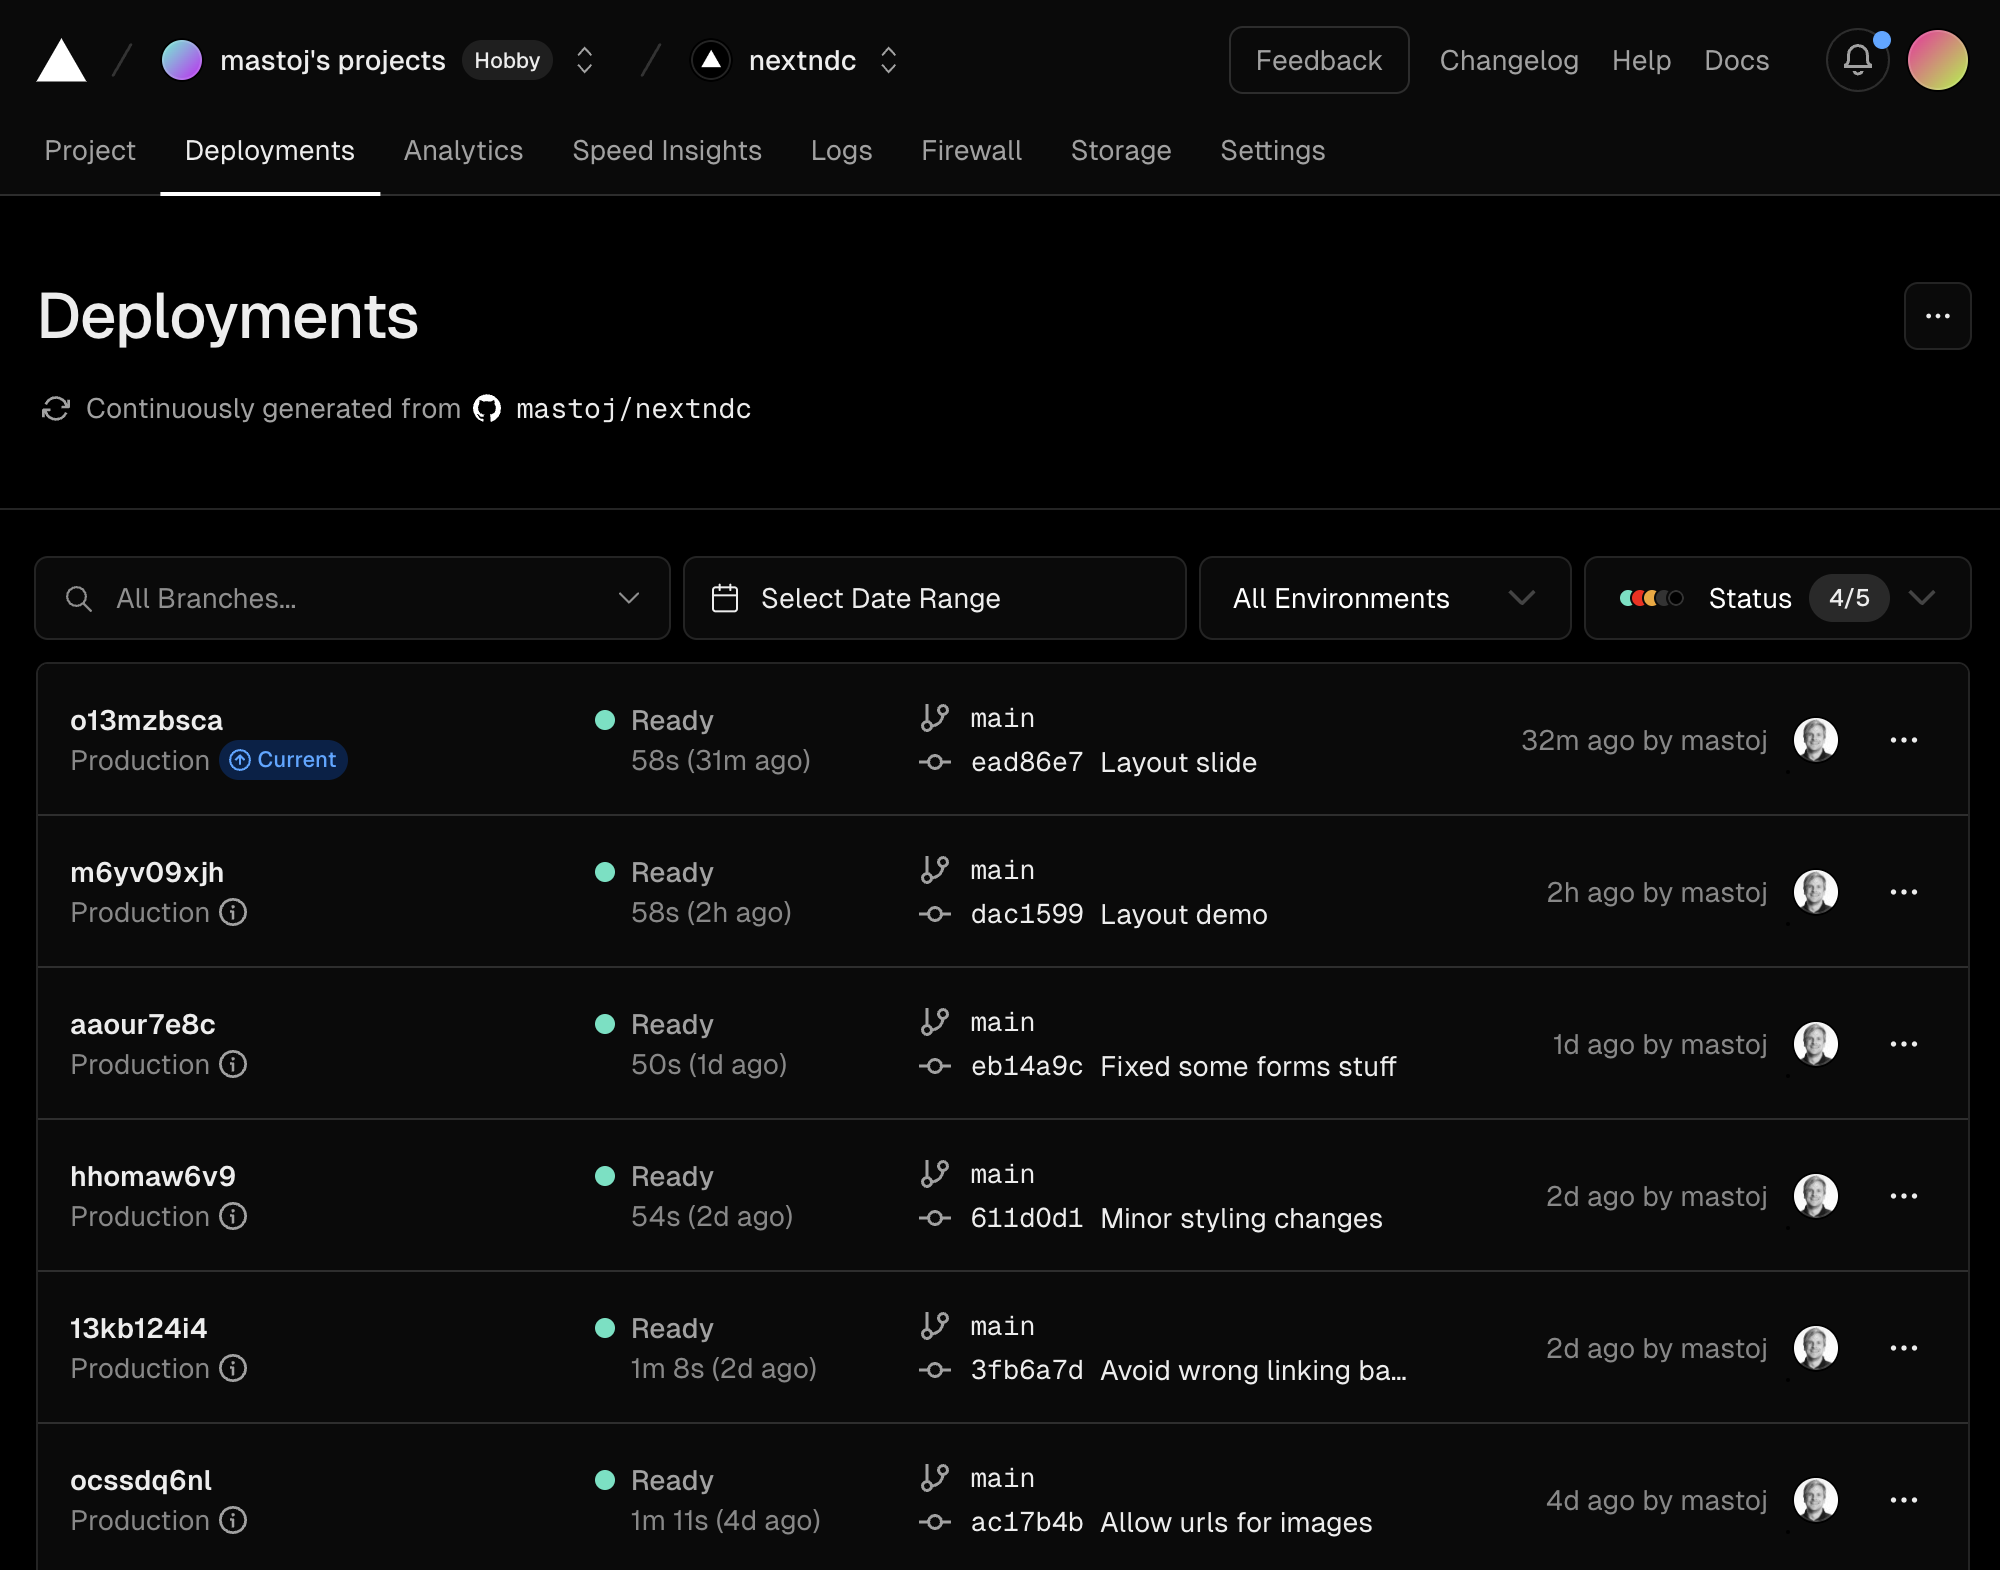 mastoj's projects Hobby nextndc Feedback Changelog Help Docs
Project Deployments Analytics Speed Insights Logs Firewall Storage Settings
Deployments
Continuously generated from mastoj/nextndc
All Branches... Select Date Range All Environments Status 4/5
o13mzbsca Ready main
Production Current 58s (31m ago) ead86e7 Layout slide 32m ago by mastoj
m6yv09xjh Ready main
Production 58s (2h ago) dac1599 Layout demo 2h ago by mastoj
aaour7e8c Ready main
Production 50s (1d ago) eb14a9c Fixed some forms stuff 1d ago by mastoj
hhomaw6v9 Ready main
Production 54s (2d ago) 611d0d1 Minor styling changes 2d ago by mastoj
13kb124i4 Ready main
Production 1m 8s (2d ago) 3fb6a7d Avoid wrong linking ba... 2d ago by mastoj
ocssdq6nl Ready main
Production 1m 11s (4d ago) ac17b4b Allow urls for images 4d ago by mastoj